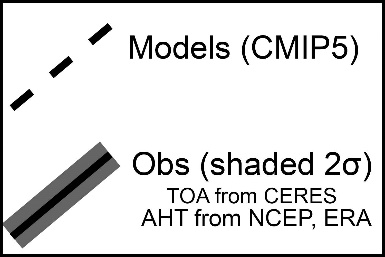 Models (CMIP5)
Obs (shaded 2σ)
TOA from CERES
AHT from NCEP, ERA